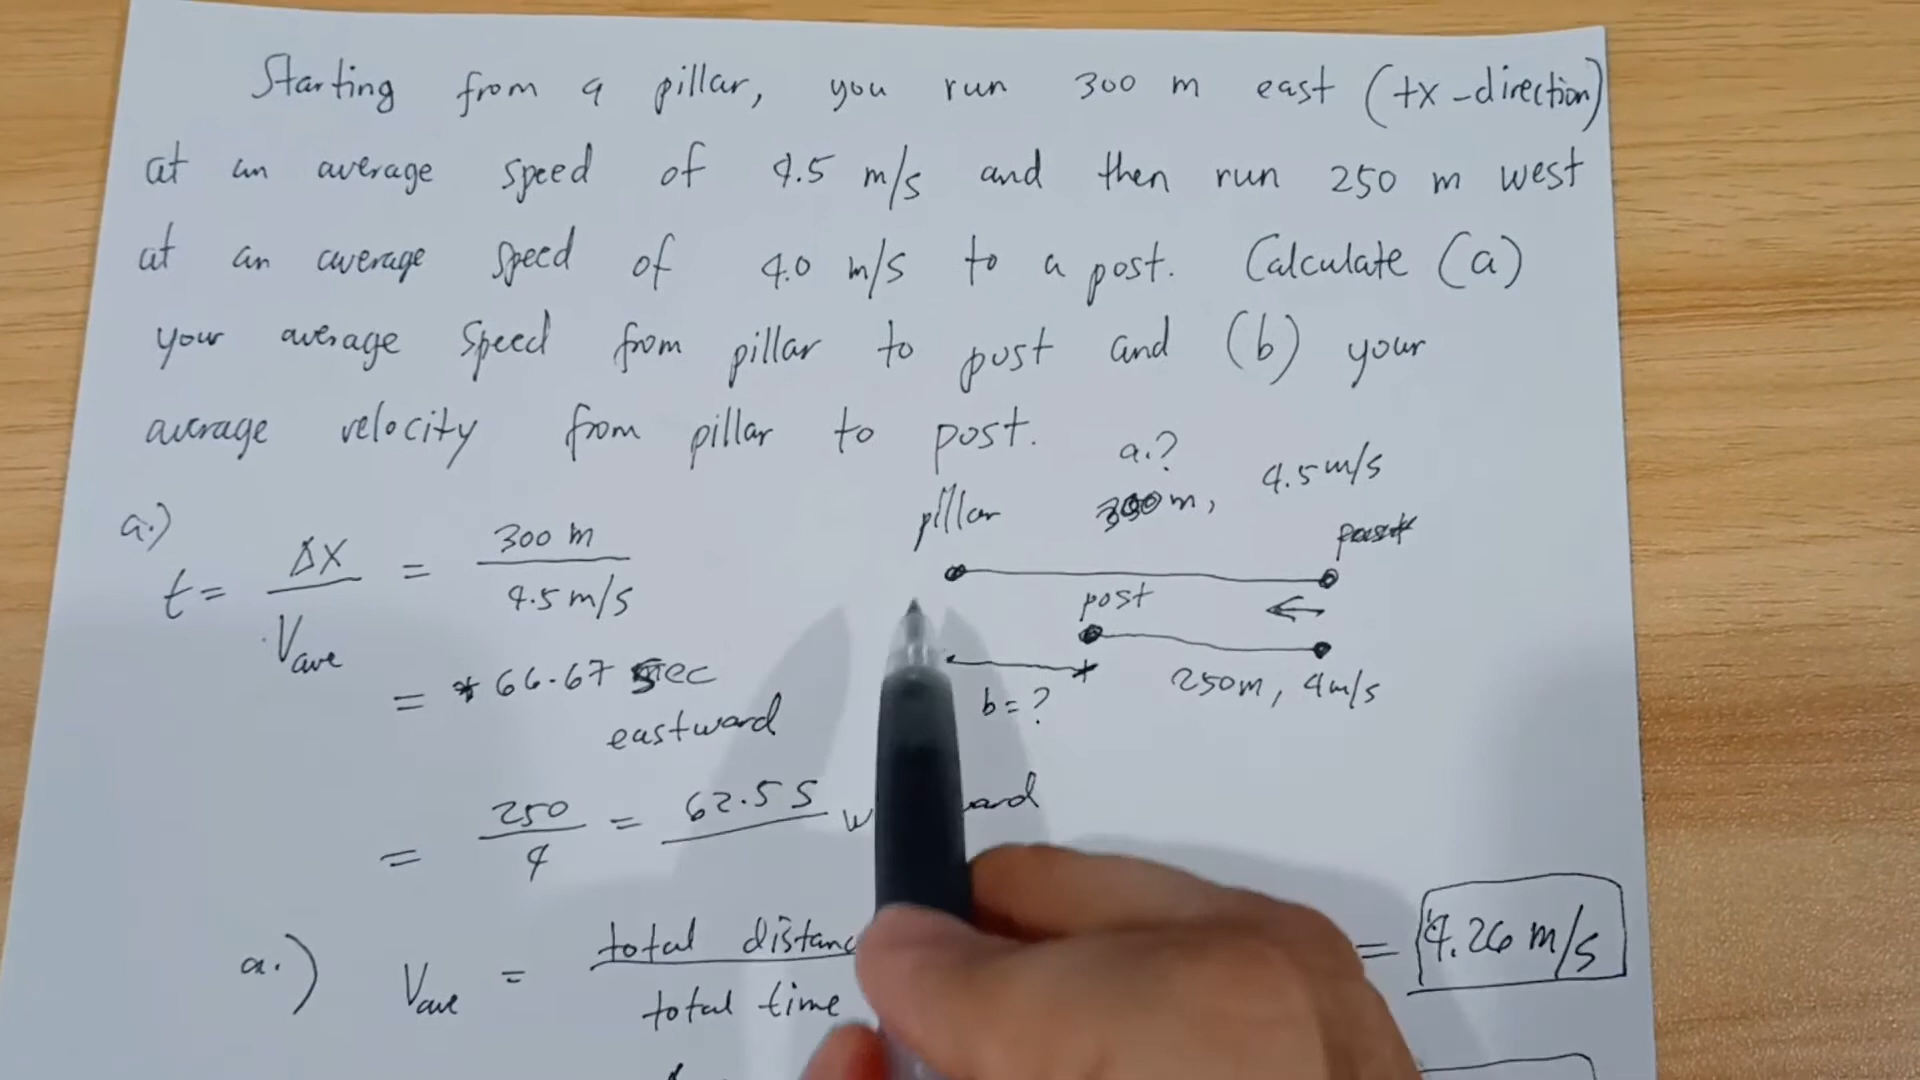 Starting from a pillar, you run 300 m east (+x-direction)
at an average speed of 4.5 m/s and then run 250 m west
at an average speed of 4.0 m/s to a post. Calculate (a)
your average speed from pillar to post and (b) your
average velocity from pillar to post.
a.? 
pillar 300m, 4.5m/s
post
a.)
t = Δx / Vave = 300 m / 4.5 m/s
post
= 66.67 sec
eastward
b = ?
250m, 4m/s
= 250 / 4 = 62.5 s
a.) Vave = total / total time = 4.26 m/s